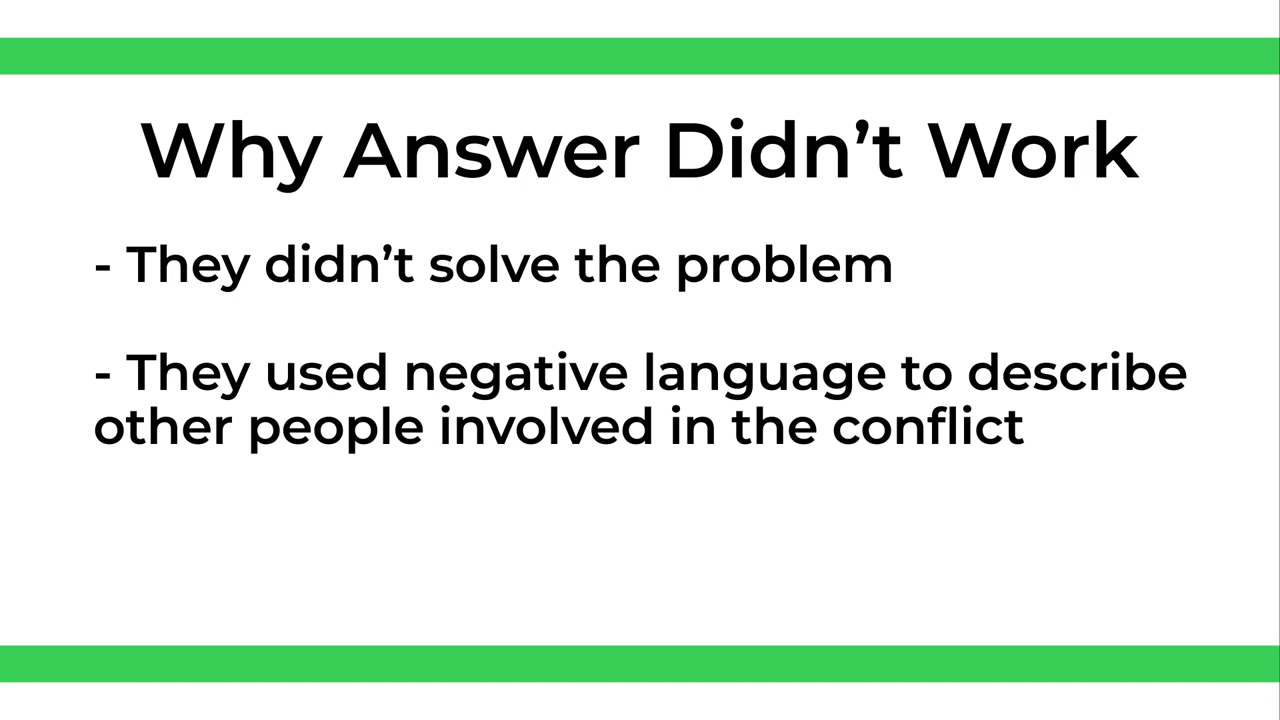 Why Answer Didn’t Work
- They didn’t solve the problem
- They used negative language to describe
other people involved in the conflict